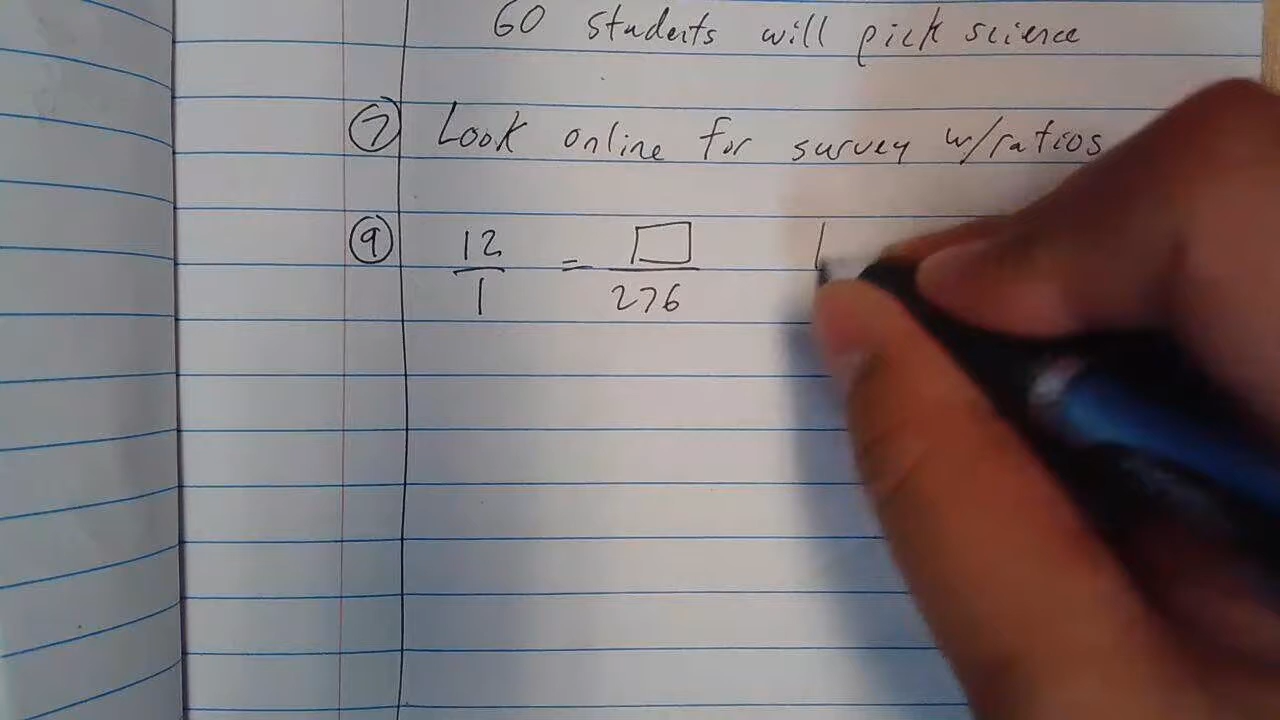 60 students will pick science
7 Look online for survey w/ratios
9 12/1 = □/276